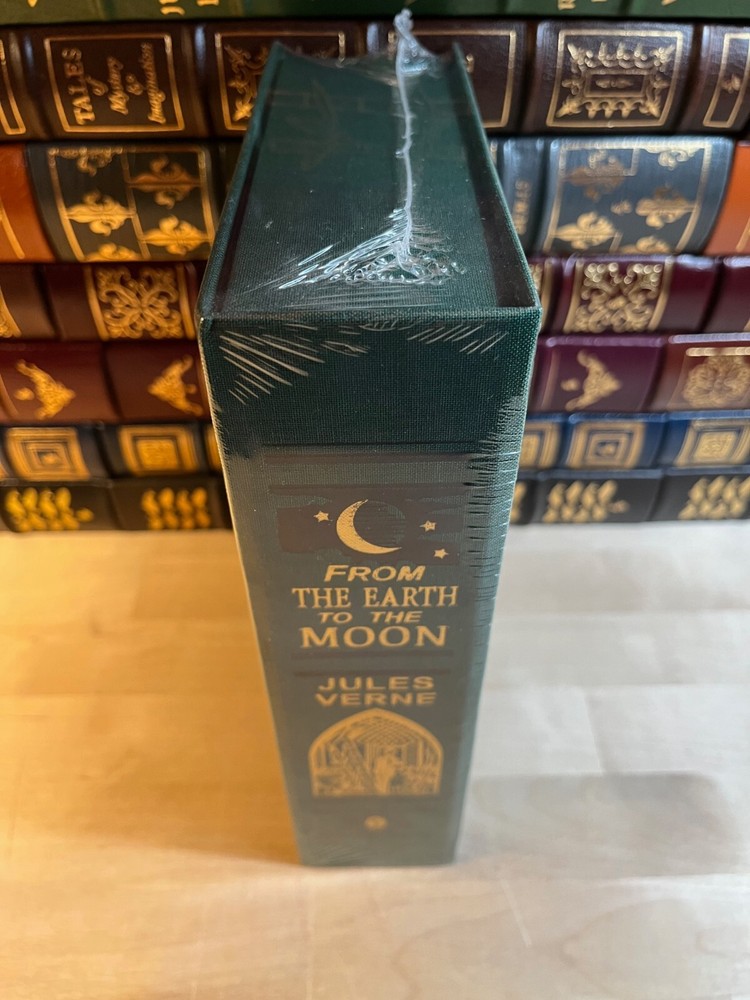 TALES
of
Mystery
&
Imagination
FROM
THE EARTH
TO THE
MOON
JULES
VERNE